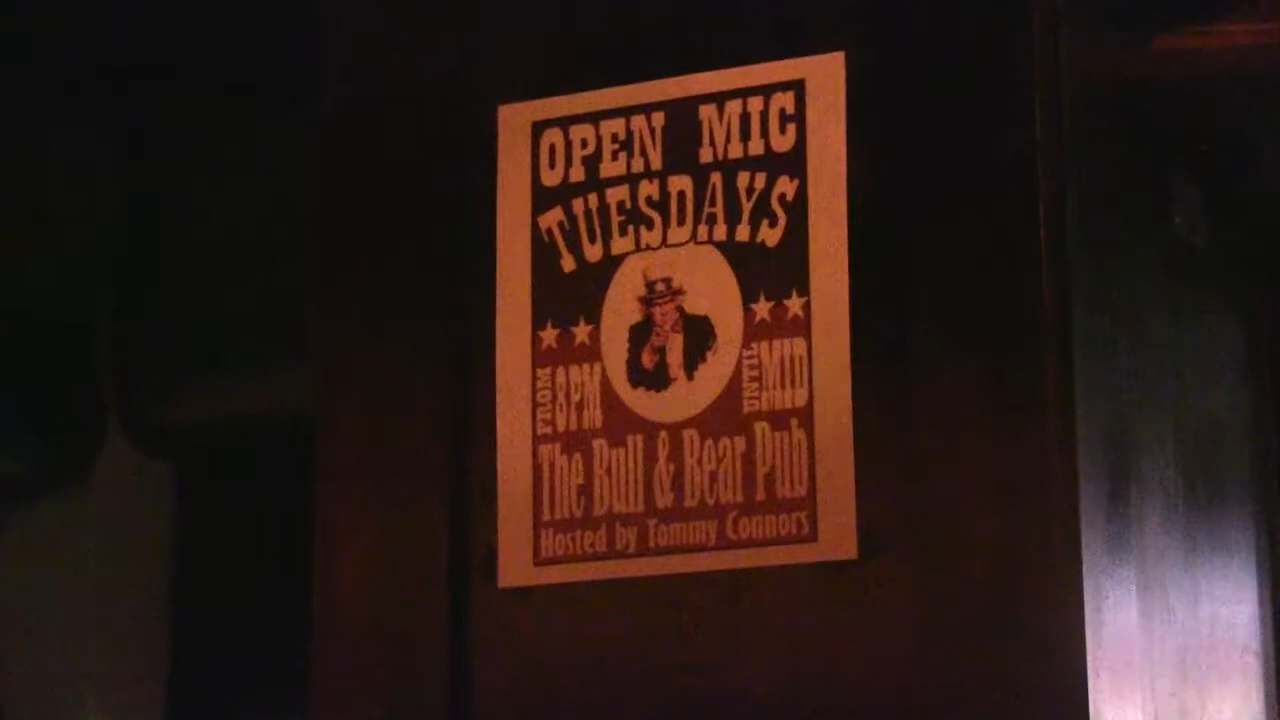 OPEN MIC
TUESDAYS
FROM 8PM
UNTIL MID
The Bull & Bear Pub
Hosted by Tommy Connors